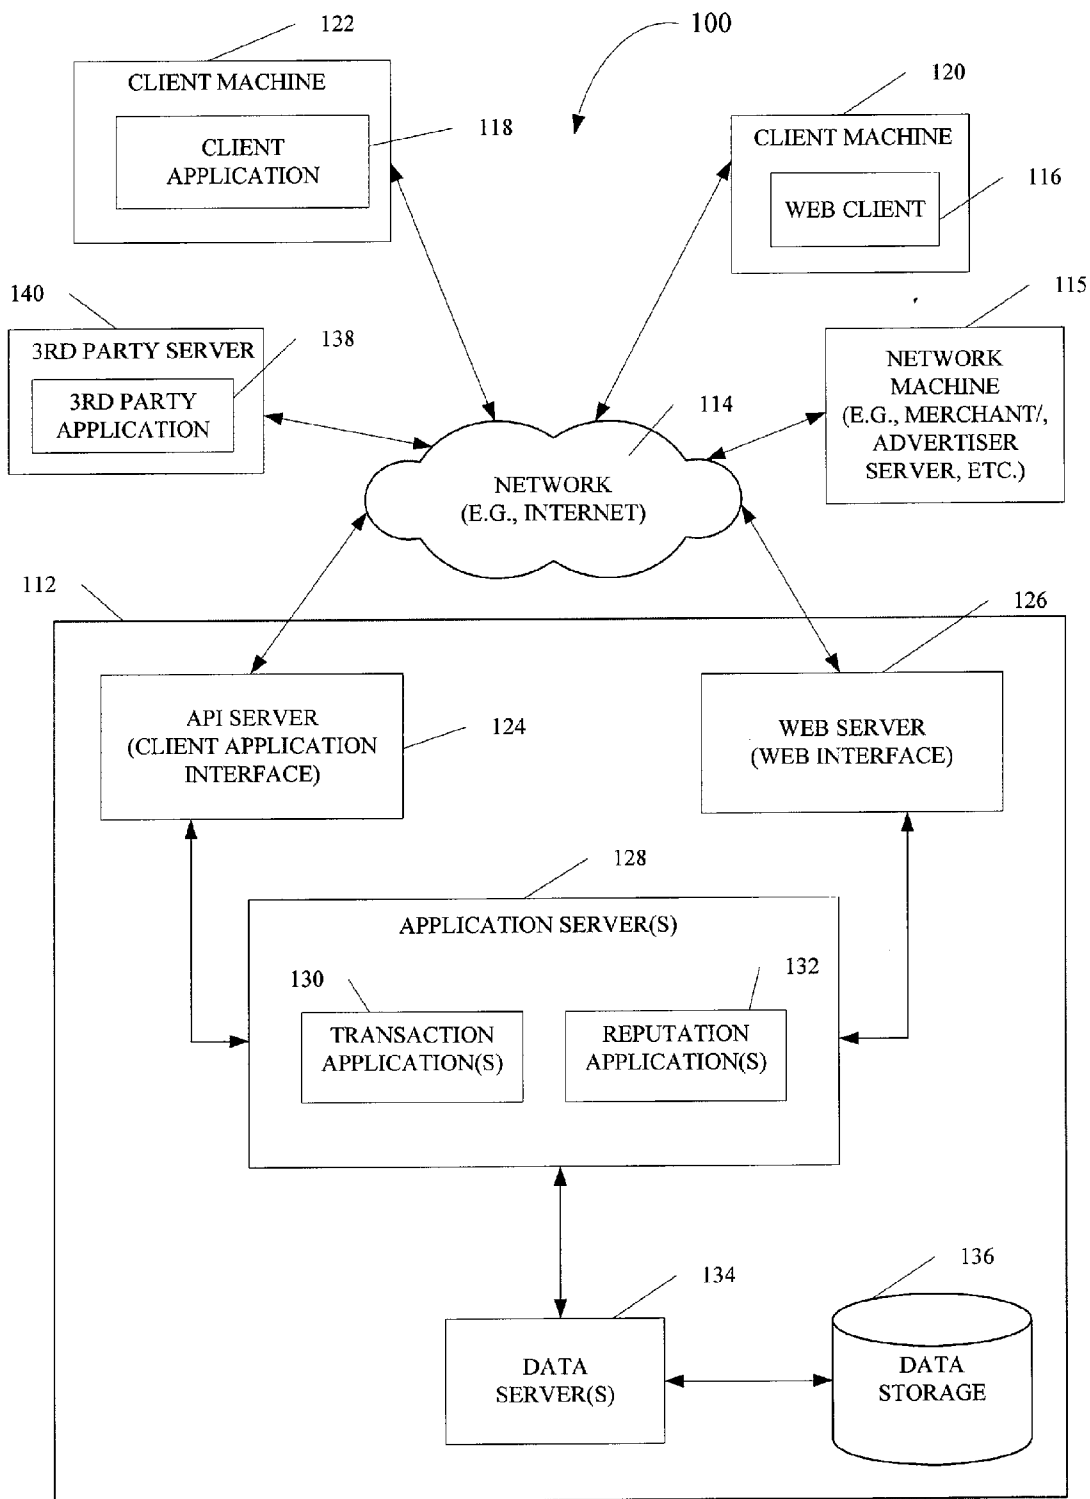 122
100
CLIENT MACHINE
CLIENT
APPLICATION
118
120
CLIENT MACHINE
WEB CLIENT
116
140
3RD PARTY SERVER
3RD PARTY
APPLICATION
138
115
NETWORK
MACHINE
(E.G., MERCHANT/,
ADVERTISER
SERVER, ETC.)
114
NETWORK
(E.G., INTERNET)
112
126
API SERVER
(CLIENT APPLICATION
INTERFACE)
124
WEB SERVER
(WEB INTERFACE)
128
APPLICATION SERVER(S)
130
TRANSACTION
APPLICATION(S)
132
REPUTATION
APPLICATION(S)
134
DATA
SERVER(S)
136
DATA
STORAGE